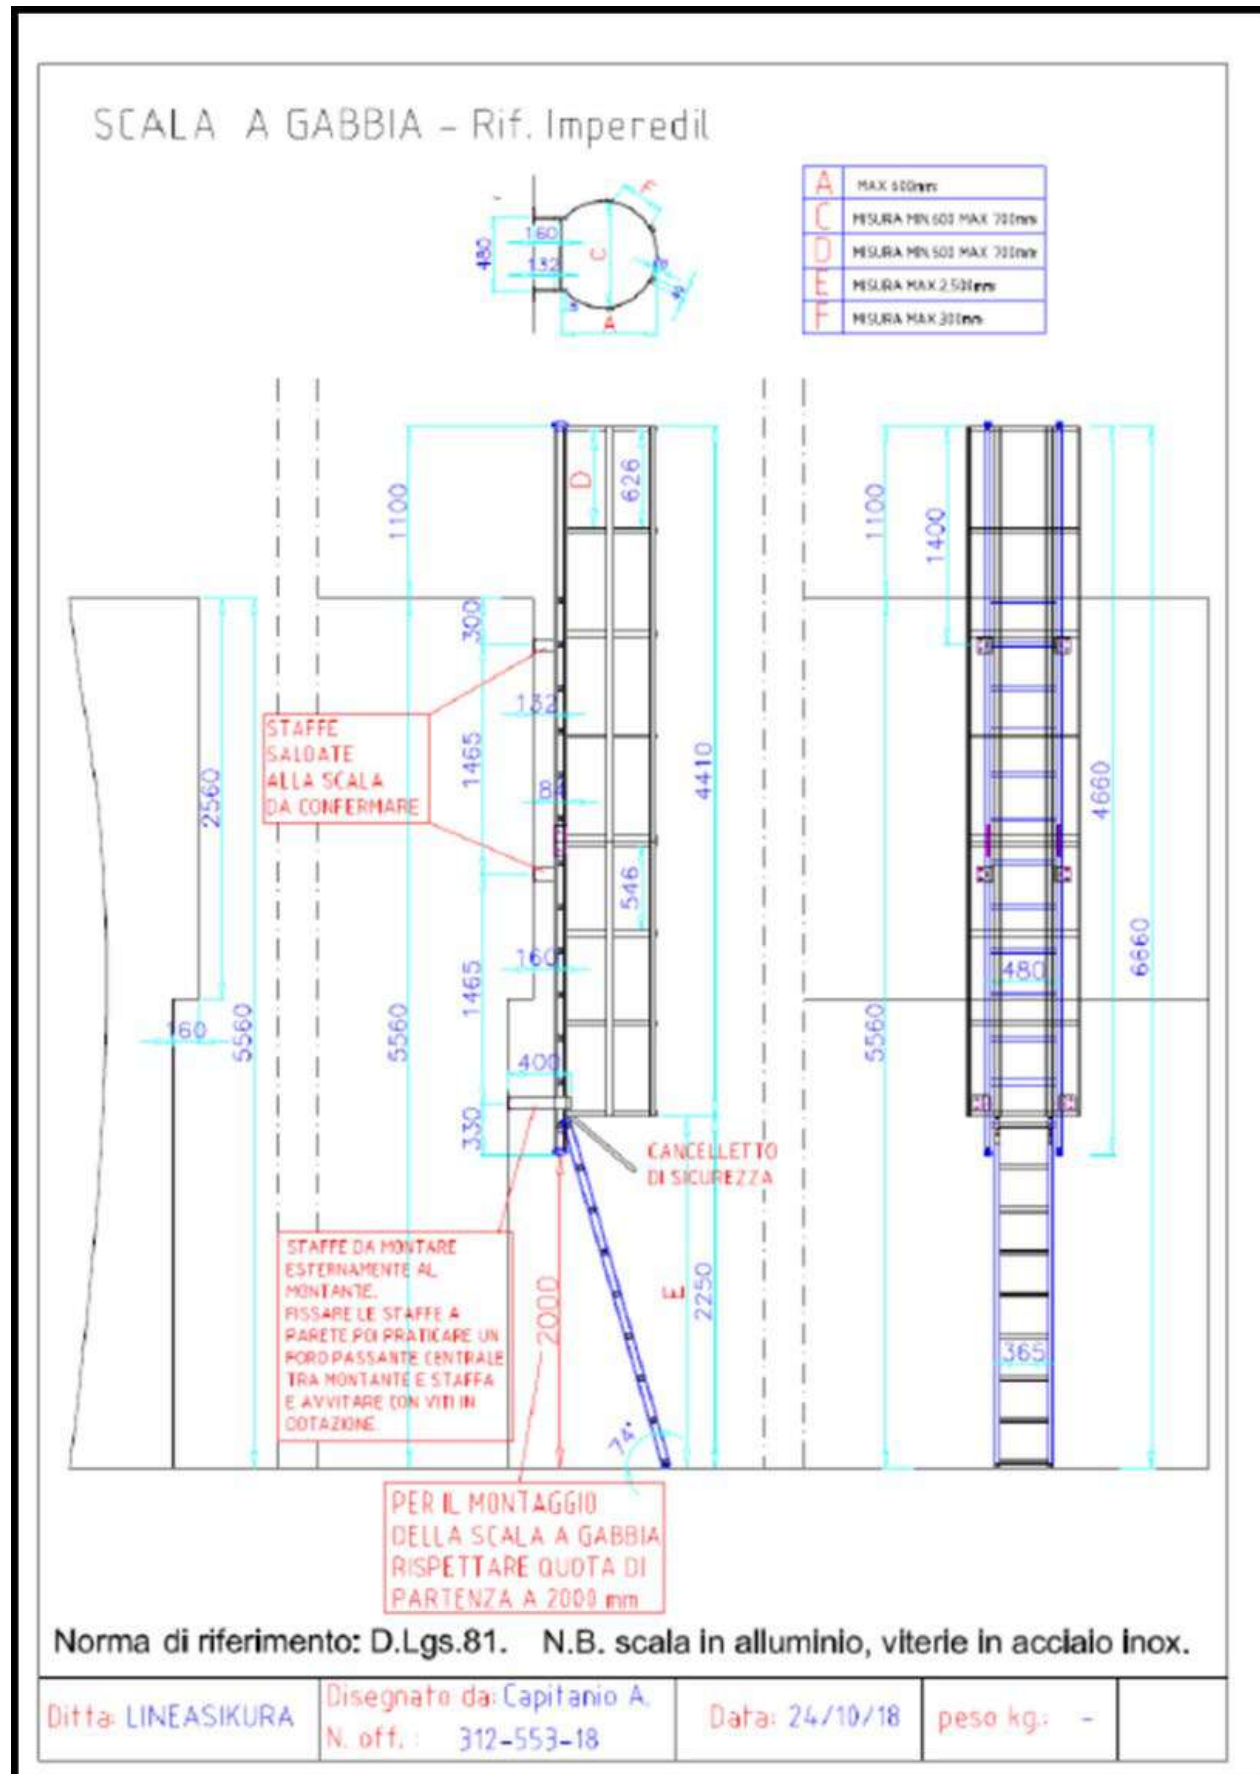 SCALA A GABBIA - Rif. Imperedil
A MAX 600mm
C MISURA MIN.600 MAX 700mm
D MISURA MIN.500 MAX 700mm
E MISURA MAX.2.500mm
F MISURA MAX.300mm
F
480
160
132
C
A
1100
D
626
1100
1400
300
132
STAFFE
SALDATE
ALLA SCALA
DA CONFERMARE
1465
2560
4410
4660
546
160
480
6660
1465
160
5560
5560
400
5560
330
CANCELLETTO
DI SICUREZZA
STAFFE DA MONTARE
ESTERNAMENTE AL
MONTANTE.
FISSARE LE STAFFE A
PARETE POI PRATICARE UN
FORO PASSANTE CENTRALE
TRA MONTANTE E STAFFA
E AVVITARE CON VITI IN
DOTAZIONE.
2000
E
2250
365
74°
PER IL MONTAGGIO
DELLA SCALA A GABBIA
RISPETTARE QUOTA DI
PARTENZA A 2000 mm
Norma di riferimento: D.Lgs.81. N.B. scala in alluminio, viterie in acciaio inox.
Ditta: LINEASIKURA
Disegnato da: Capitanio A.
N. off. : 312-553-18
Data: 24/10/18
peso kg.: -